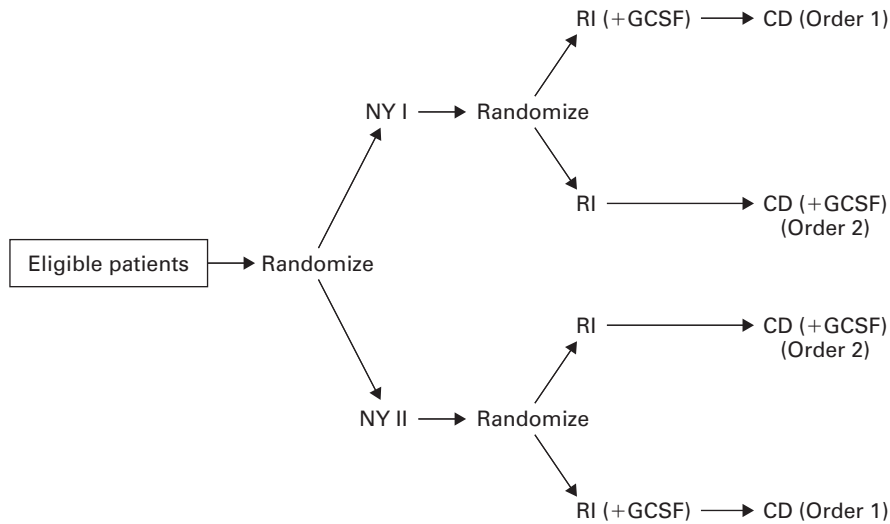 RI (+GCSF) CD (Order 1)
NY I Randomize
RI CD (+GCSF)
(Order 2)
Eligible patients Randomize
RI CD (+GCSF)
(Order 2)
NY II Randomize
RI (+GCSF) CD (Order 1)